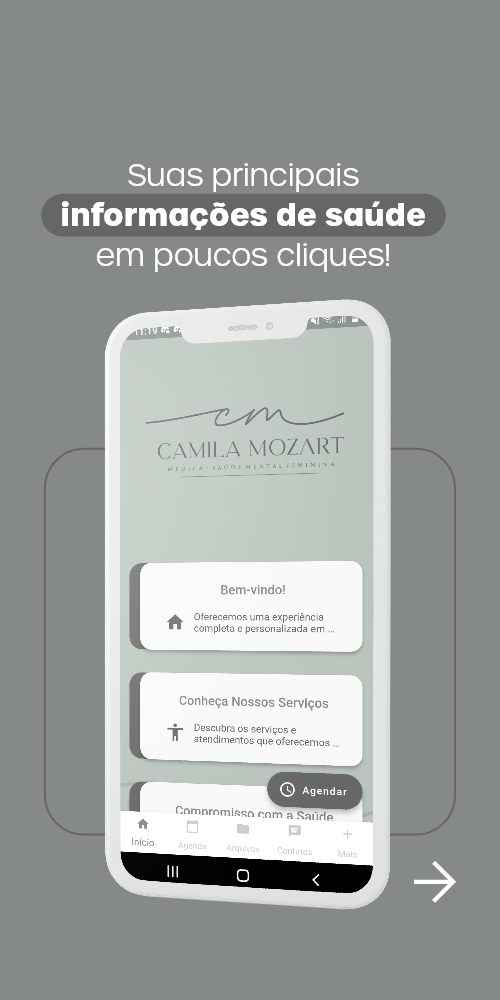 Suas principais
informações de saúde
em poucos cliques!
11:19
cm
CAMILA MOZART
MÉDICA • SAÚDE MENTAL FEMININA
Bem-vindo!
Oferecemos uma experiência
completa e personalizada em ...
Conheça Nossos Serviços
Descubra os serviços e
atendimentos que oferecemos ...
Agendar
Compromisso com a Saúde
Início Agenda Arquivos Contatos Mais